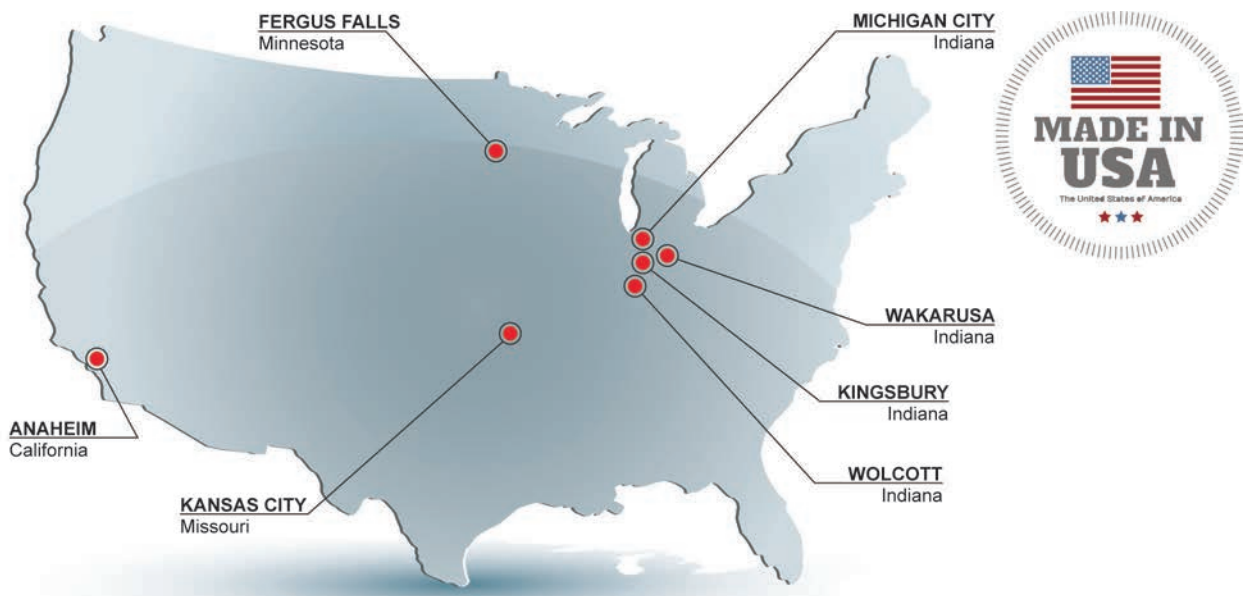 FERGUS FALLS
Minnesota
MICHIGAN CITY
Indiana
MADE IN
USA
The United States of America
WAKARUSA
Indiana
KINGSBURY
Indiana
ANAHEIM
California
WOLCOTT
Indiana
KANSAS CITY
Missouri